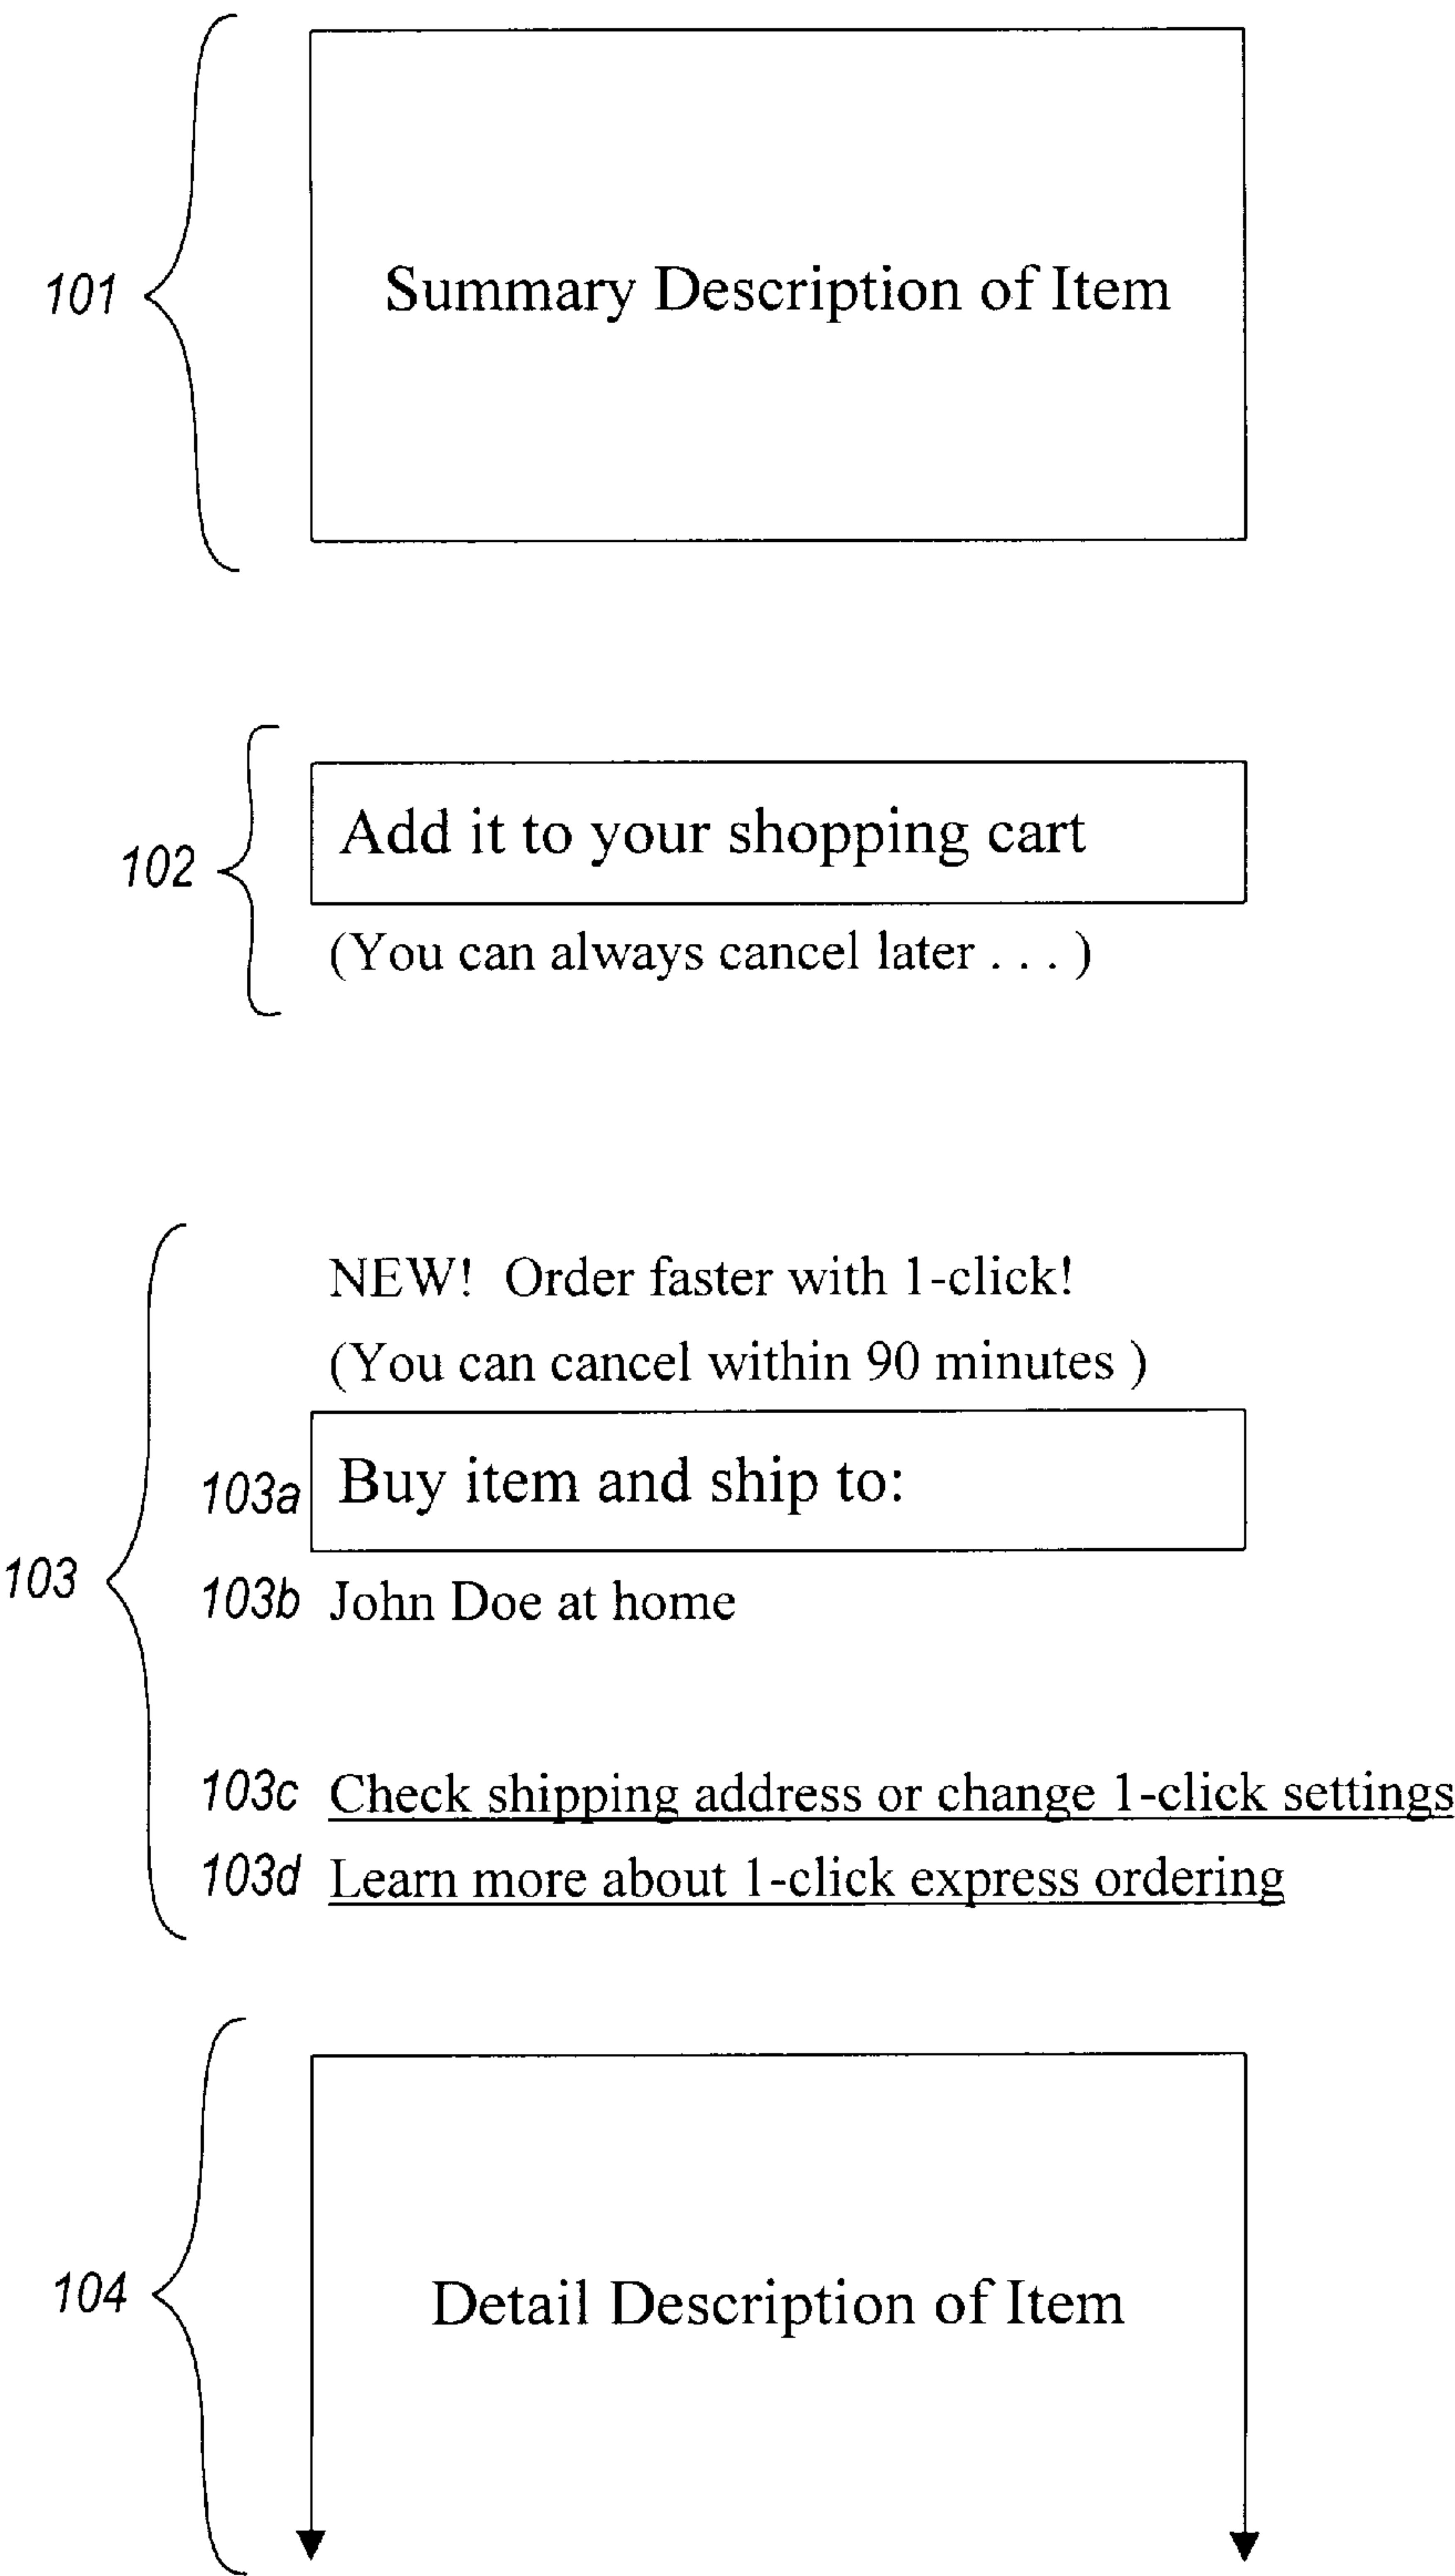 101 Summary Description of Item
102 Add it to your shopping cart
(You can always cancel later . . . )
NEW!  Order faster with 1-click!
(You can cancel within 90 minutes )
103a Buy item and ship to:
103
103b John Doe at home
103c Check shipping address or change 1-click settings
103d Learn more about 1-click express ordering
104 Detail Description of Item